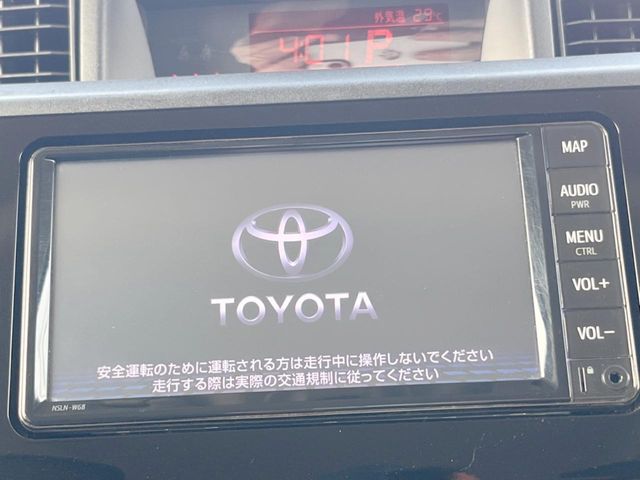 外気温 29℃
4:01 P
MAP
AUDIO
PWR
MENU
CTRL
VOL+
VOL-
TOYOTA
安全運転のために運転される方は走行中に操作しないでください
走行する際は実際の交通規制に従ってください
NSLN-W68